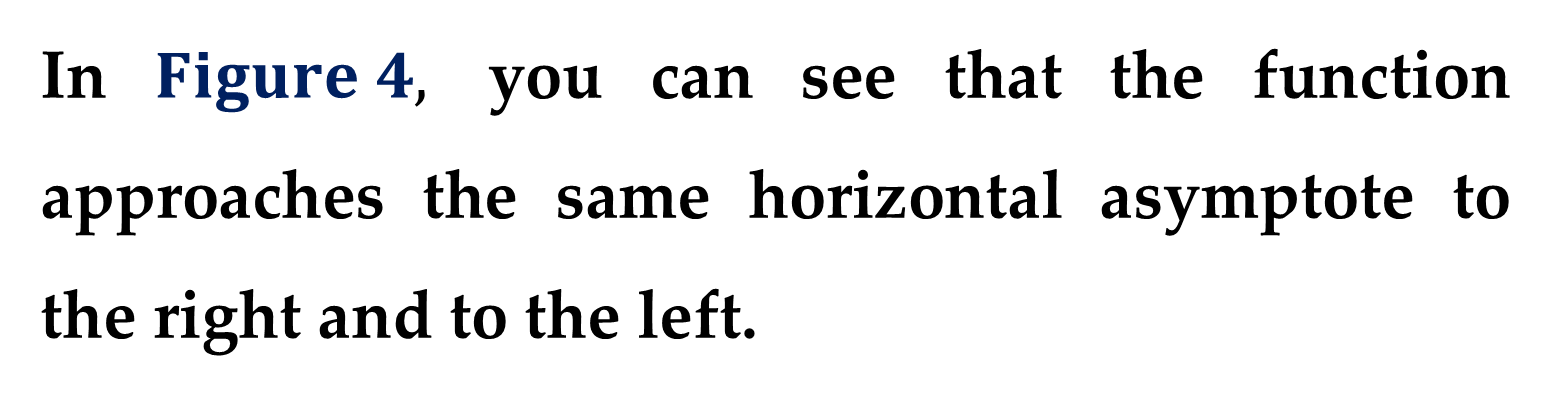 In Figure 4, you can see that the function
approaches the same horizontal asymptote to
the right and to the left.